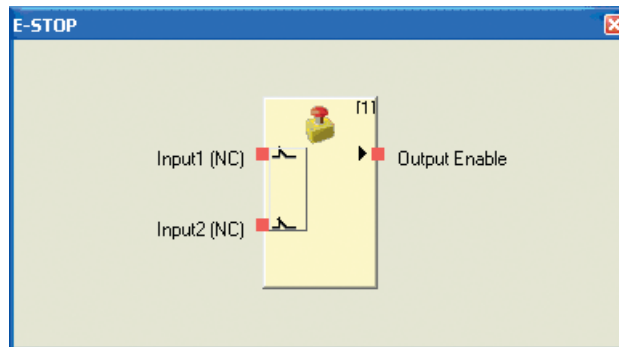 E-STOP
[1]
Input1 (NC)
Output Enable
Input2 (NC)